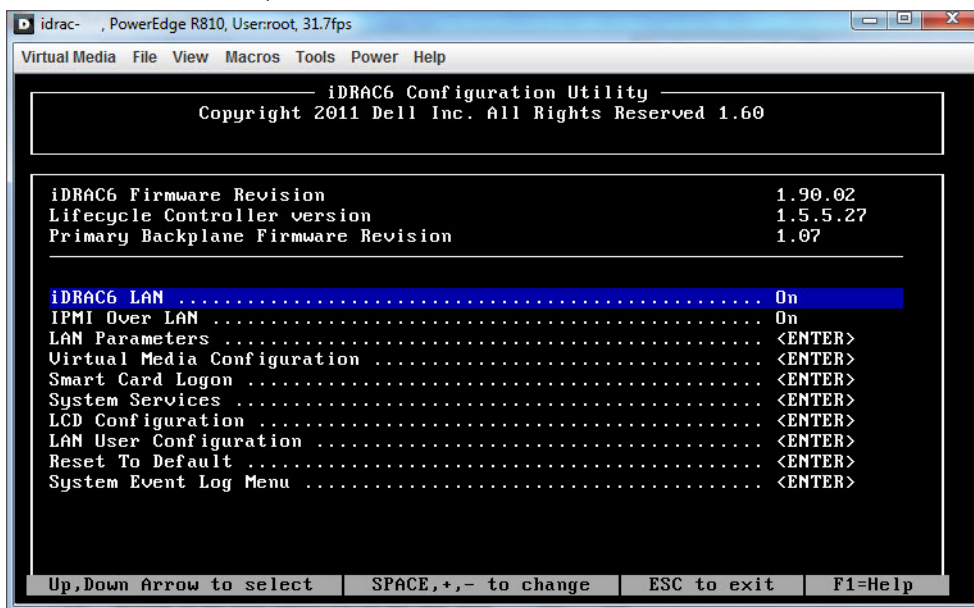 idrac-   , PowerEdge R810, User:root, 31.7fps
Virtual Media File View Macros Tools Power Help
iDRAC6 Configuration Utility
Copyright 2011 Dell Inc. All Rights Reserved 1.60
iDRAC6 Firmware Revision 1.90.02
Lifecycle Controller version 1.5.5.27
Primary Backplane Firmware Revision 1.07
iDRAC6 LAN .................................................. On
IPMI Over LAN ............................................... On
LAN Parameters .............................................. <ENTER>
Virtual Media Configuration ................................. <ENTER>
Smart Card Logon ............................................ <ENTER>
System Services ............................................. <ENTER>
LCD Configuration ........................................... <ENTER>
LAN User Configuration ...................................... <ENTER>
Reset To Default ............................................ <ENTER>
System Event Log Menu ....................................... <ENTER>
Up,Down Arrow to select SPACE,+,- to change ESC to exit F1=Help